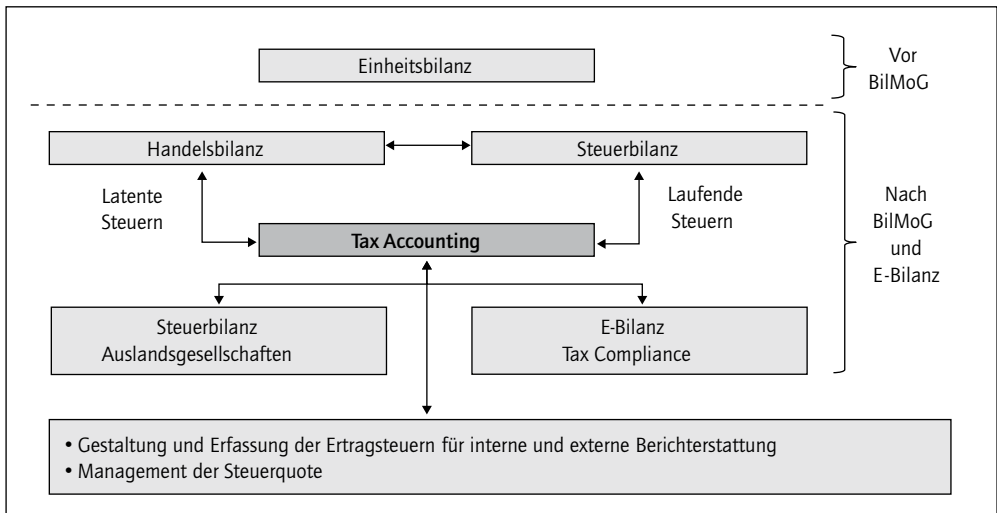 Einheitsbilanz
Vor
BilMoG
Handelsbilanz
Steuerbilanz
Latente
Steuern
Laufende
Steuern
Tax Accounting
Nach
BilMoG
und
E-Bilanz
Steuerbilanz
Auslandsgesellschaften
E-Bilanz
Tax Compliance
• Gestaltung und Erfassung der Ertragsteuern für interne und externe Berichterstattung
• Management der Steuerquote